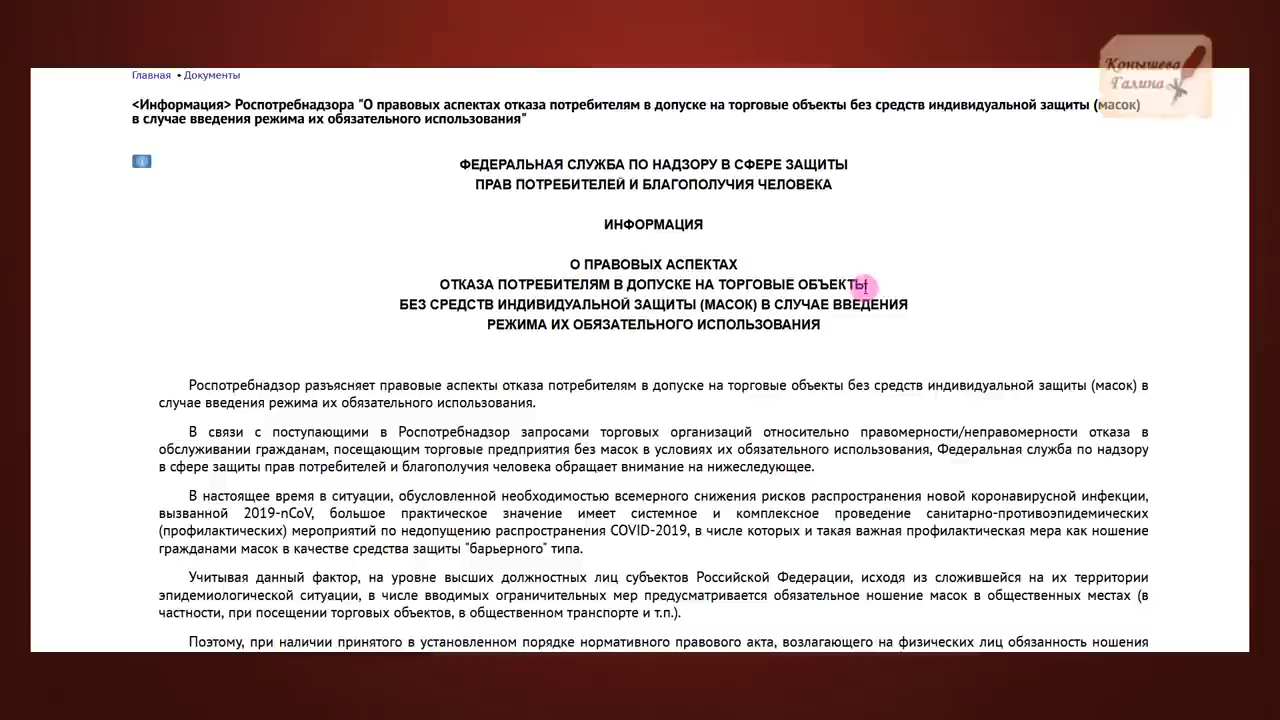 Конышева
Галина
Главная • Документы
<Информация> Роспотребнадзора "О правовых аспектах отказа потребителям в допуске на торговые объекты без средств индивидуальной защиты (масок)
в случае введения режима их обязательного использования"
ФЕДЕРАЛЬНАЯ СЛУЖБА ПО НАДЗОРУ В СФЕРЕ ЗАЩИТЫ
ПРАВ ПОТРЕБИТЕЛЕЙ И БЛАГОПОЛУЧИЯ ЧЕЛОВЕКА
ИНФОРМАЦИЯ
О ПРАВОВЫХ АСПЕКТАХ
ОТКАЗА ПОТРЕБИТЕЛЯМ В ДОПУСКЕ НА ТОРГОВЫЕ ОБЪЕКТЫ
БЕЗ СРЕДСТВ ИНДИВИДУАЛЬНОЙ ЗАЩИТЫ (МАСОК) В СЛУЧАЕ ВВЕДЕНИЯ
РЕЖИМА ИХ ОБЯЗАТЕЛЬНОГО ИСПОЛЬЗОВАНИЯ
Роспотребнадзор разъясняет правовые аспекты отказа потребителям в допуске на торговые объекты без средств индивидуальной защиты (масок) в
случае введения режима их обязательного использования.
В связи с поступающими в Роспотребнадзор запросами торговых организаций относительно правомерности/неправомерности отказа в
обслуживании гражданам, посещающим торговые предприятия без масок в условиях их обязательного использования, Федеральная служба по надзору
в сфере защиты прав потребителей и благополучия человека обращает внимание на нижеследующее.
В настоящее время в ситуации, обусловленной необходимостью всемерного снижения рисков распространения новой коронавирусной инфекции,
вызванной 2019-nCoV, большое практическое значение имеет системное и комплексное проведение санитарно-противоэпидемических
(профилактических) мероприятий по недопущению распространения COVID-2019, в числе которых и такая важная профилактическая мера как ношение
гражданами масок в качестве средства защиты "барьерного" типа.
Учитывая данный фактор, на уровне высших должностных лиц субъектов Российской Федерации, исходя из сложившейся на их территории
эпидемиологической ситуации, в числе вводимых ограничительных мер предусматривается обязательное ношение масок в общественных местах (в
частности, при посещении торговых объектов, в общественном транспорте и т.п.).
Поэтому, при наличии принятого в установленном порядке нормативного правового акта, возлагающего на физических лиц обязанность ношения